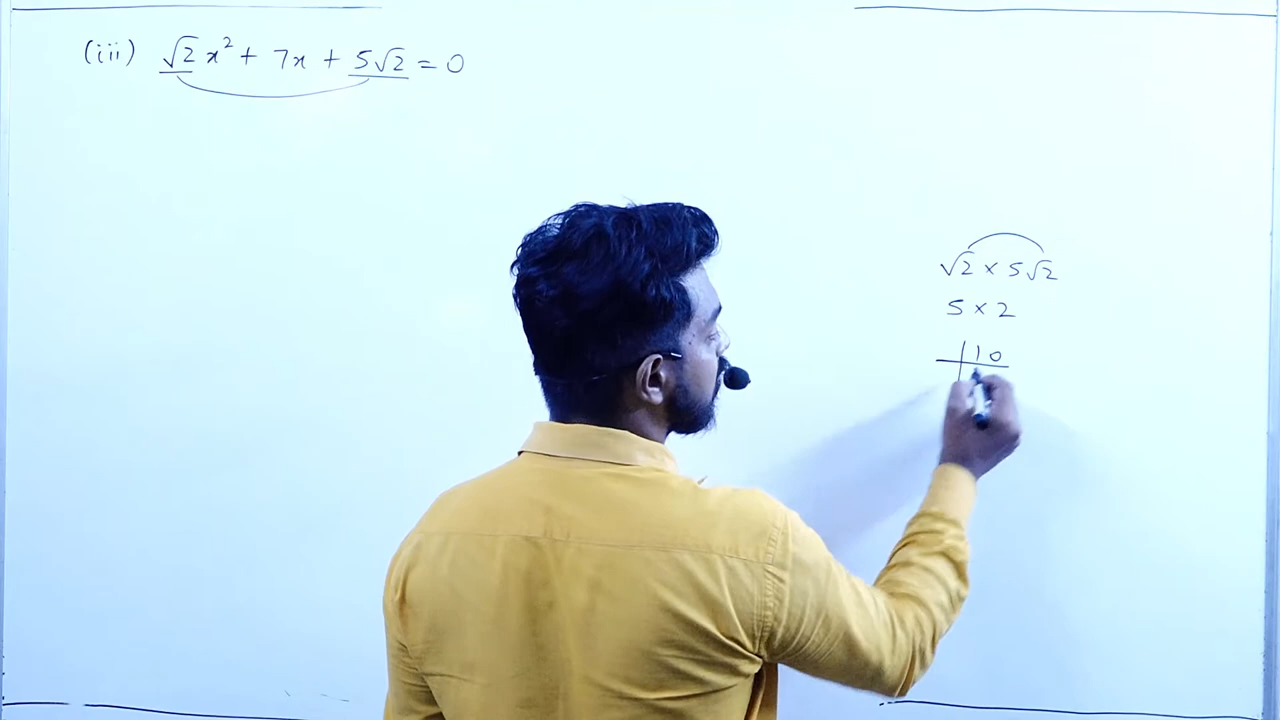 (iii) √2 x² + 7x + 5√2 = 0
√2 × 5√2
5 × 2
10